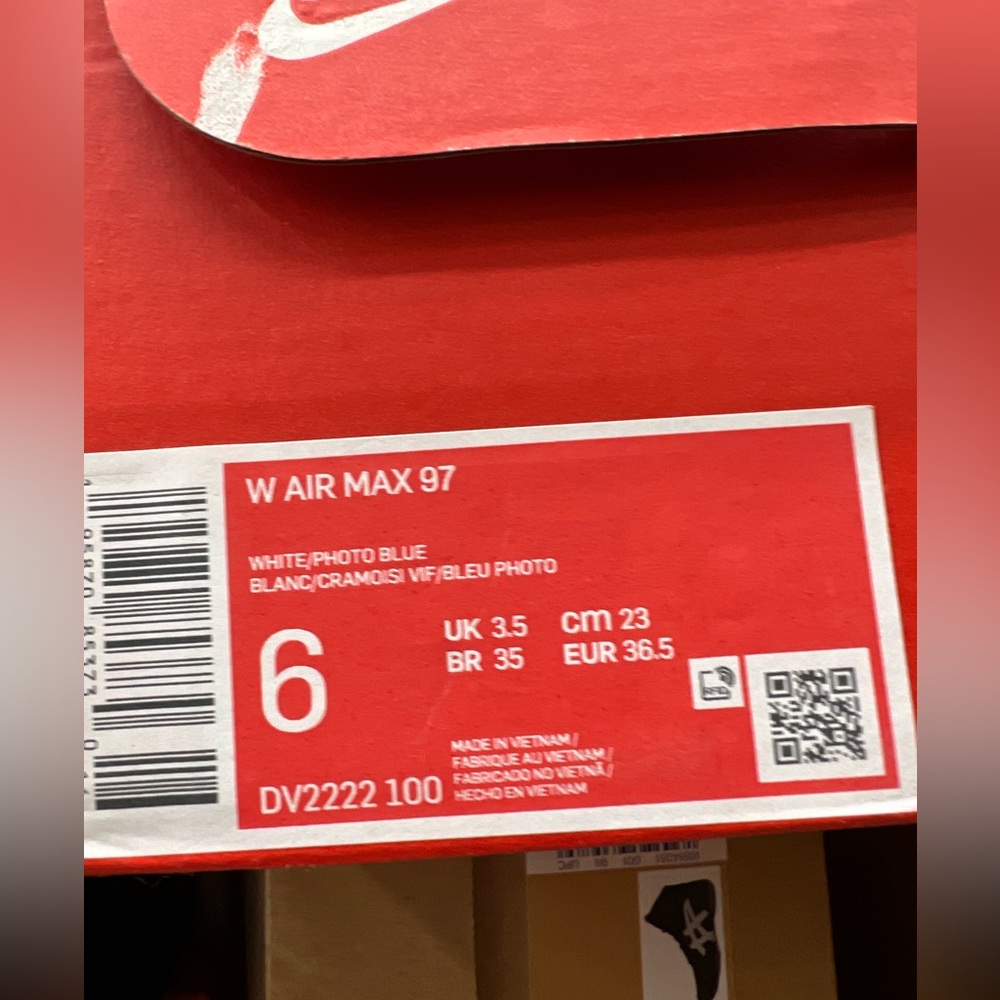 W AIR MAX 97
WHITE/PHOTO BLUE
BLANC/CRAMOISI VIF/BLEU PHOTO
6
UK 3.5 cm 23
BR 35 EUR 36.5
MADE IN VIETNAM /
FABRIQUE AU VIETNAM /
FABRICADO NO VIETNÃ /
HECHO EN VIETNAM
DV2222 100
UPC